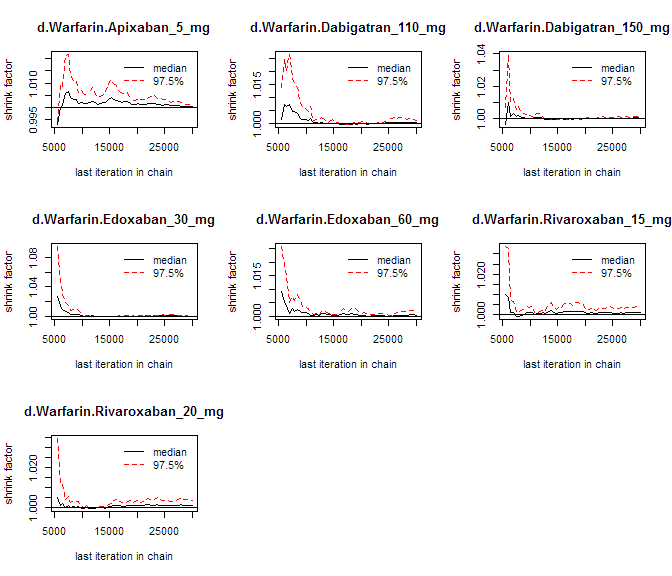 d.Warfarin.Apixaban_5_mg
shrink factor
0.995 1.010
median
97.5%
5000 15000 25000
last iteration in chain
d.Warfarin.Dabigatran_110_mg
shrink factor
1.000 1.015
median
97.5%
5000 15000 25000
last iteration in chain
d.Warfarin.Dabigatran_150_mg
shrink factor
1.00 1.02 1.04
median
97.5%
5000 15000 25000
last iteration in chain
d.Warfarin.Edoxaban_30_mg
shrink factor
1.00 1.04 1.08
median
97.5%
5000 15000 25000
last iteration in chain
d.Warfarin.Edoxaban_60_mg
shrink factor
1.000 1.015
median
97.5%
5000 15000 25000
last iteration in chain
d.Warfarin.Rivaroxaban_15_mg
shrink factor
1.000 1.020
median
97.5%
5000 15000 25000
last iteration in chain
d.Warfarin.Rivaroxaban_20_mg
shrink factor
1.000 1.020
median
97.5%
5000 15000 25000
last iteration in chain